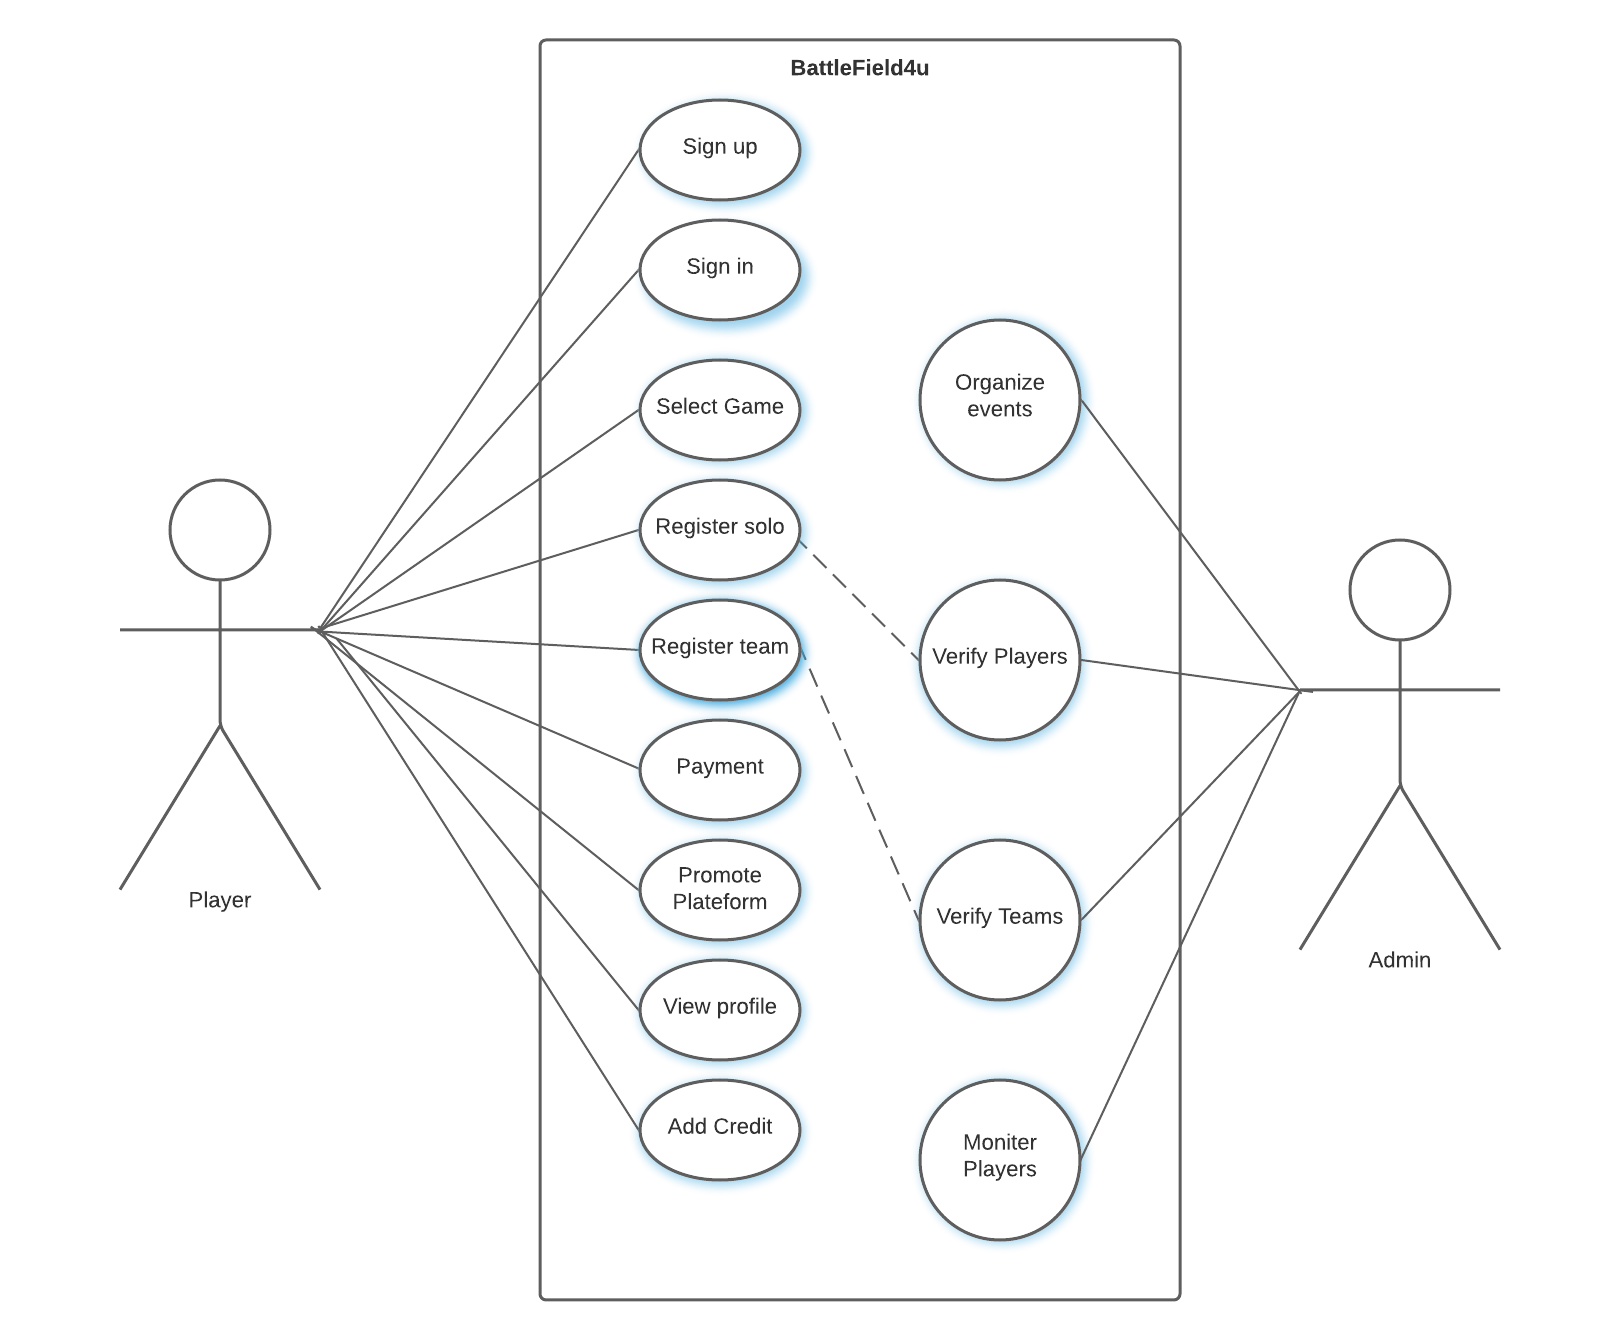 BattleField4u
Sign up
Sign in
Select Game
Register solo
Register team
Payment
Promote
Plateform
View profile
Add Credit
Organize
events
Verify Players
Verify Teams
Moniter
Players
Player
Admin